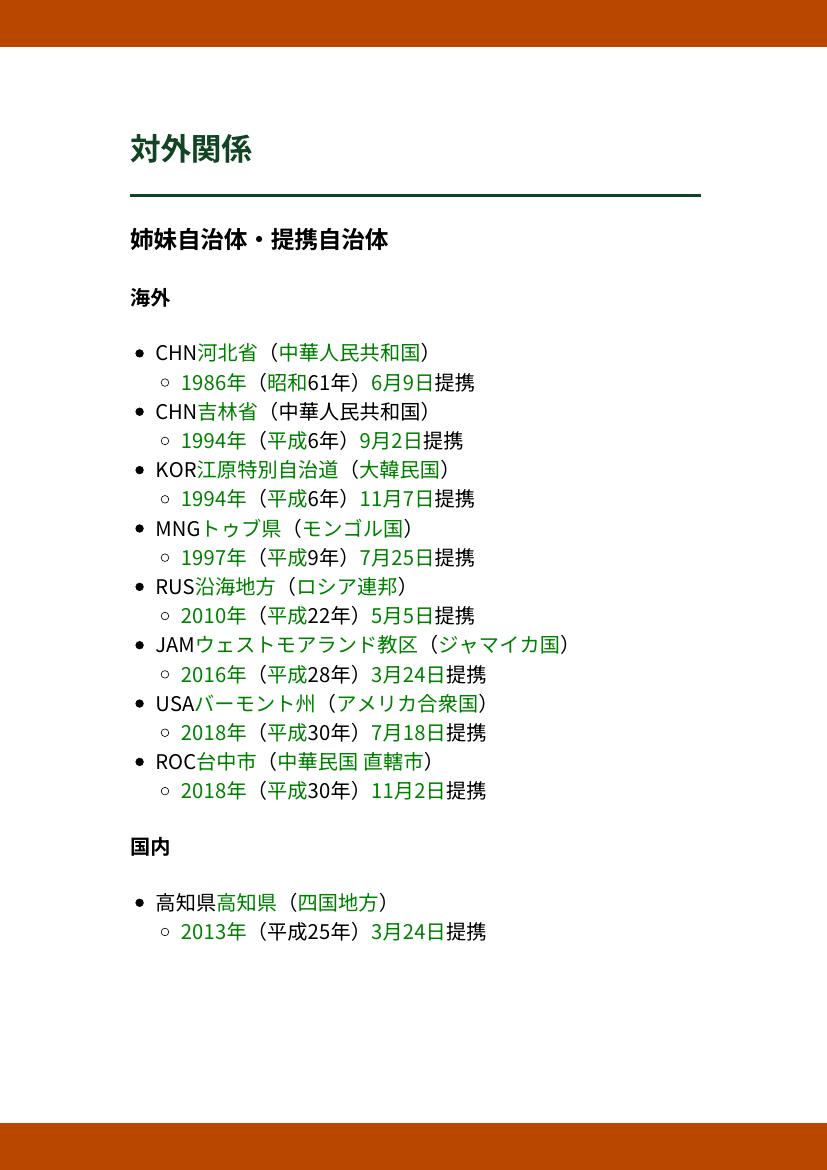 対外関係
姉妹自治体・提携自治体
海外
CHN河北省（中華人民共和国）
1986年（昭和61年）6月9日提携
CHN吉林省（中華人民共和国）
1994年（平成6年）9月2日提携
KOR江原特別自治道（大韓民国）
1994年（平成6年）11月7日提携
MNGトゥブ県（モンゴル国）
1997年（平成9年）7月25日提携
RUS沿海地方（ロシア連邦）
2010年（平成22年）5月5日提携
JAMウェストモアランド教区（ジャマイカ国）
2016年（平成28年）3月24日提携
USAバーモント州（アメリカ合衆国）
2018年（平成30年）7月18日提携
ROC台中市（中華民国 直轄市）
2018年（平成30年）11月2日提携
国内
高知県高知県（四国地方）
2013年（平成25年）3月24日提携